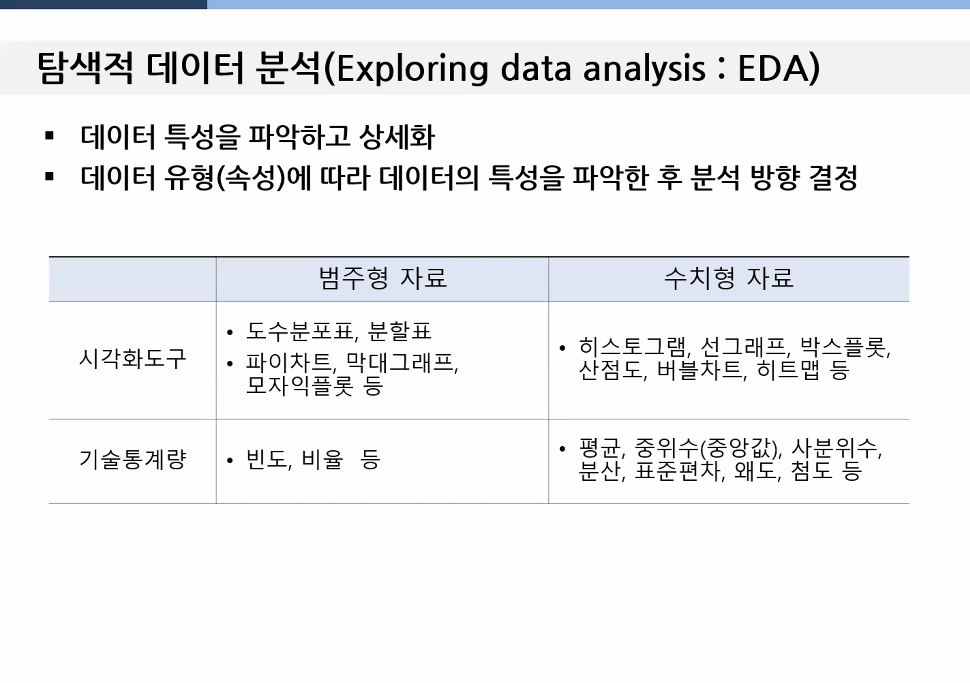 탐색적 데이터 분석(Exploring data analysis : EDA)
▪ 데이터 특성을 파악하고 상세화
▪ 데이터 유형(속성)에 따라 데이터의 특성을 파악한 후 분석 방향 결정
범주형 자료 수치형 자료
시각화도구
• 도수분포표, 분할표
• 파이차트, 막대그래프,
모자익플롯 등
• 히스토그램, 선그래프, 박스플롯,
산점도, 버블차트, 히트맵 등
기술통계량
• 빈도, 비율 등
• 평균, 중위수(중앙값), 사분위수,
분산, 표준편차, 왜도, 첨도 등